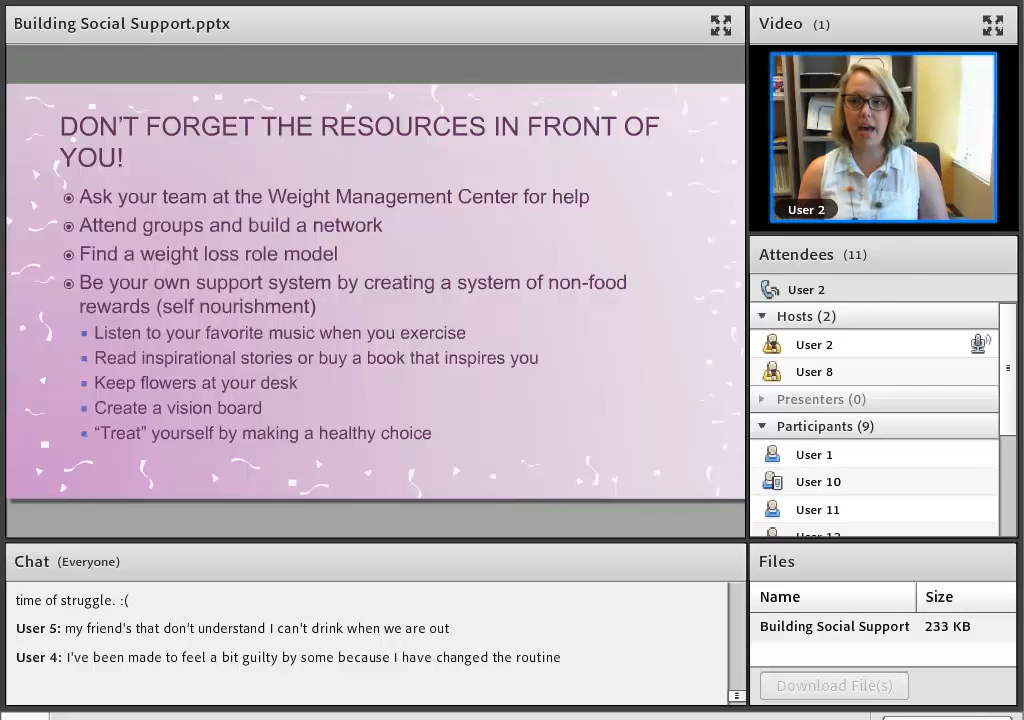 Building Social Support.pptx
DON'T FORGET THE RESOURCES IN FRONT OF
YOU!
Ask your team at the Weight Management Center for help
Attend groups and build a network
Find a weight loss role model
Be your own support system by creating a system of non-food
rewards (self nourishment)
Listen to your favorite music when you exercise
Read inspirational stories or buy a book that inspires you
Keep flowers at your desk
Create a vision board
“Treat” yourself by making a healthy choice
Video (1)
User 2
Attendees (11)
User 2
Hosts (2)
User 2
User 8
Presenters (0)
Participants (9)
User 1
User 10
User 11
User 12
Chat (Everyone)
time of struggle. :(
User 5: my friend's that don't understand I can't drink when we are out
User 4: I've been made to feel a bit guilty by some because I have changed the routine
Files
Name Size
Building Social Support 233 KB
Download File(s)